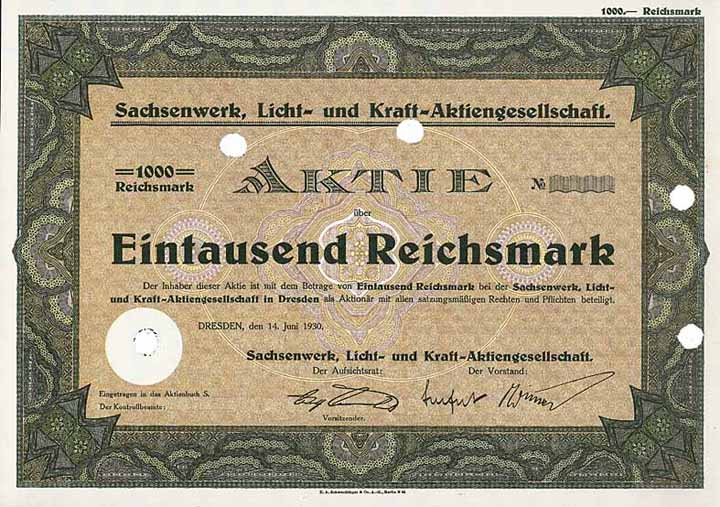 1000.— Reichsmark
Sachsenwerk, Licht- und Kraft-Aktiengesellschaft.
=1000=
Reichsmark
AKTIE
№
über
Eintausend Reichsmark
Der Inhaber dieser Aktie ist mit dem Betrage von Eintausend Reichsmark bei der Sachsenwerk, Licht-
und Kraft-Aktiengesellschaft in Dresden als Aktionär mit allen satzungsmäßigen Rechten und Pflichten beteiligt.
DRESDEN, den 14. Juni 1930.
Sachsenwerk, Licht- und Kraft-Aktiengesellschaft.
Der Aufsichtsrat: Der Vorstand:
Eingetragen in das Aktienbuch S.
Der Kontrollbeamte:
Vorsitzender.